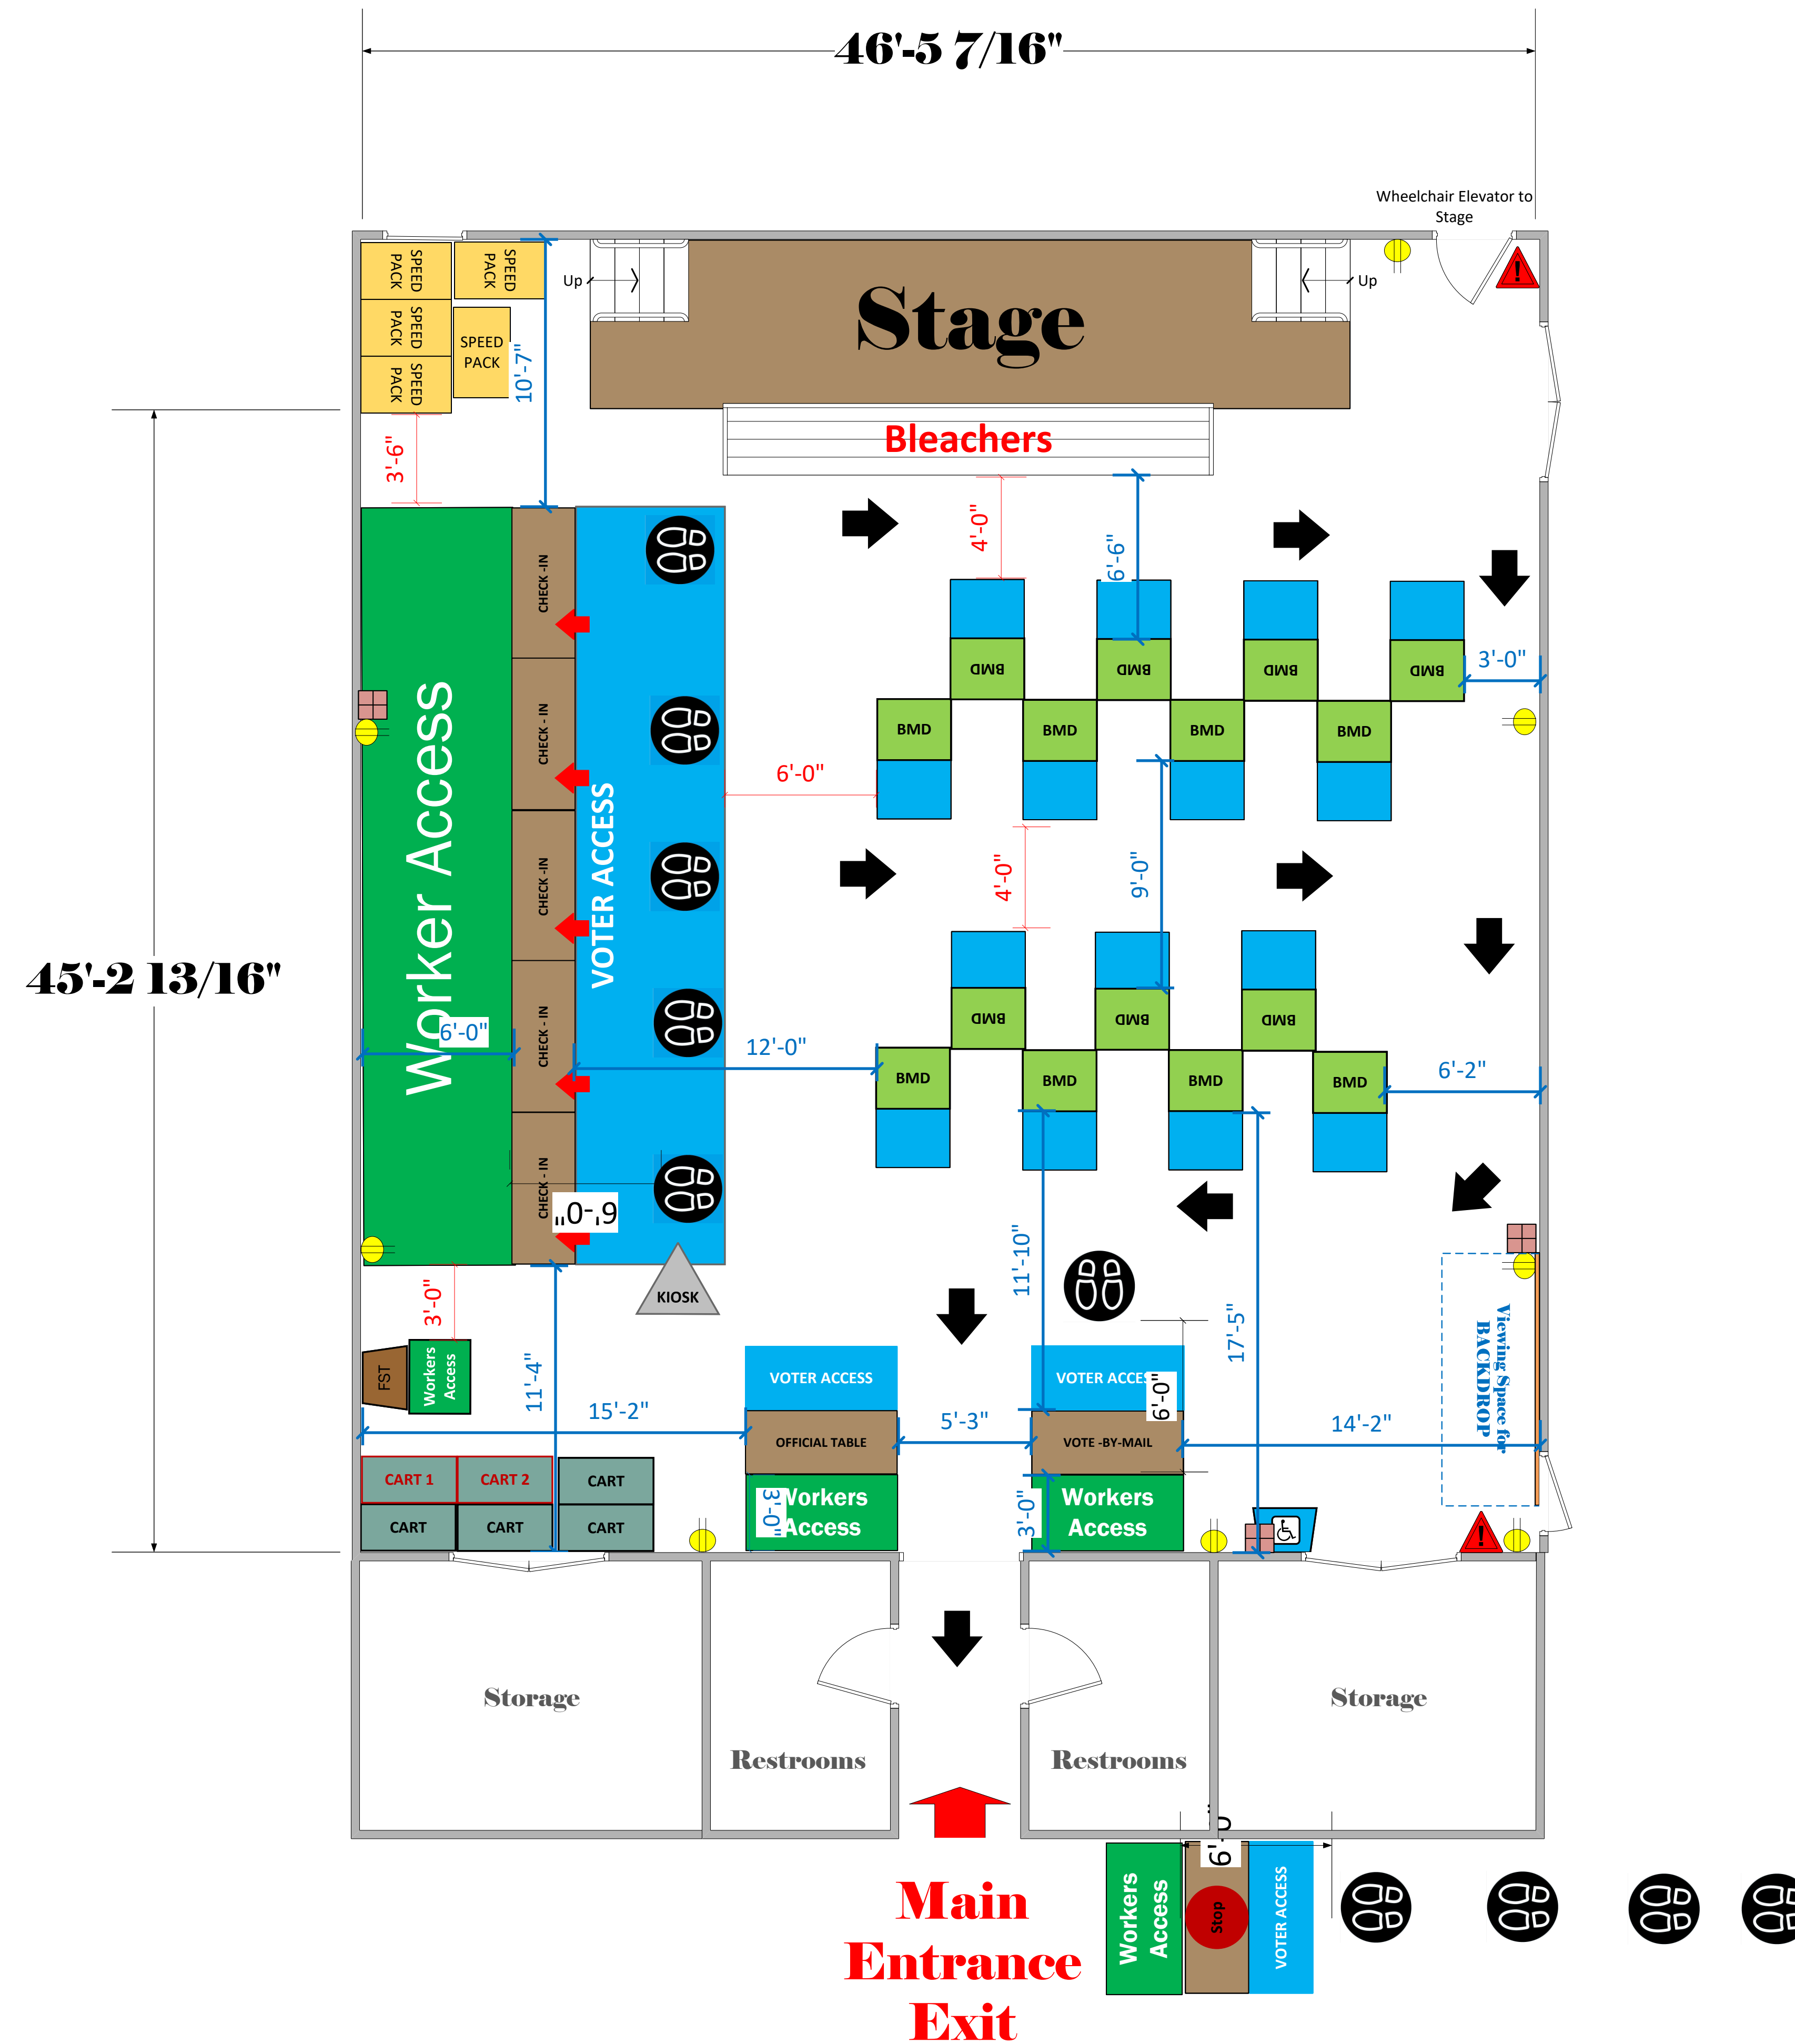 46'-5 7/16"
Wheelchair Elevator to
Stage
SPEED
PACK
SPEED
PACK
SPEED
PACK
SPEED
PACK
SPEED
PACK
10'-7"
Up
Stage
Up
Bleachers
3'-6"
4'-0"
6'-6"
Worker Access
CHECK -IN
CHECK - IN
CHECK -IN
CHECK - IN
CHECK - IN
VOTER ACCESS
BMD
BMD
BMD
BMD
3'-0"
BMD
BMD
BMD
BMD
6'-0"
4'-0"
9'-0"
45'-2 13/16"
6'-0"
12'-0"
BMD
BMD
BMD
BMD
BMD
BMD
BMD
6'-2"
6'-0"
11'-10"
17'-5"
KIOSK
3'-0"
FST
Workers
Access
11'-4"
15'-2"
VOTER ACCESS
OFFICIAL TABLE
Workers
Access
3'-0"
5'-3"
VOTER ACCESS
VOTE -BY-MAIL
Workers
Access
3'-0"
6'-0"
14'-2"
Viewing Space for
BACKDROP
CART 1
CART 2
CART
CART
CART
CART
Storage
Restrooms
Restrooms
Storage
Main
Entrance
Exit
Workers
Access
Stop
VOTER ACCESS
6'-0"